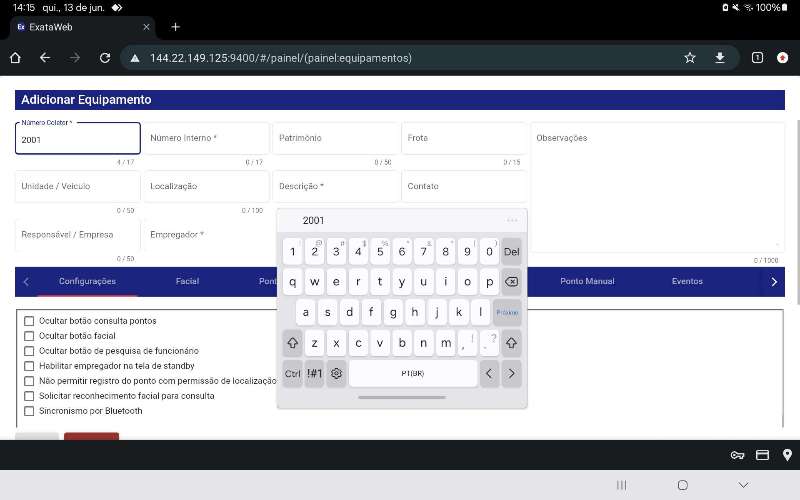 14:15 qui., 13 de jun.
100%
ExataWeb
144.22.149.125:9400/#/painel/(painel:equipamentos)
Adicionar Equipamento
Número Coletor *
2001
Número Interno *
Patrimônio
Frota
Observações
4 / 17
0 / 17
0 / 50
0 / 15
Unidade / Veículo
Localização
Descrição *
Contato
0 / 50
0 / 100
Responsável / Empresa
Empregador *
0 / 50
0 / 1000
Configurações
Facial
Pont
Ponto Manual
Eventos
Ocultar botão consulta pontos
Ocultar botão facial
Ocultar botão de pesquisa de funcionário
Habilitar empregador na tela de standby
Não permitir registro do ponto com permissão de localização
Solicitar reconhecimento facial para consulta
Sincronismo por Bluetooth
2001
1 2 3 4 5 6 7 8 9 0 Del
q w e r t y u i o p
a s d f g h j k l Próximo
z x c v b n m , ! . ?
Ctrl !#1 PT(BR)